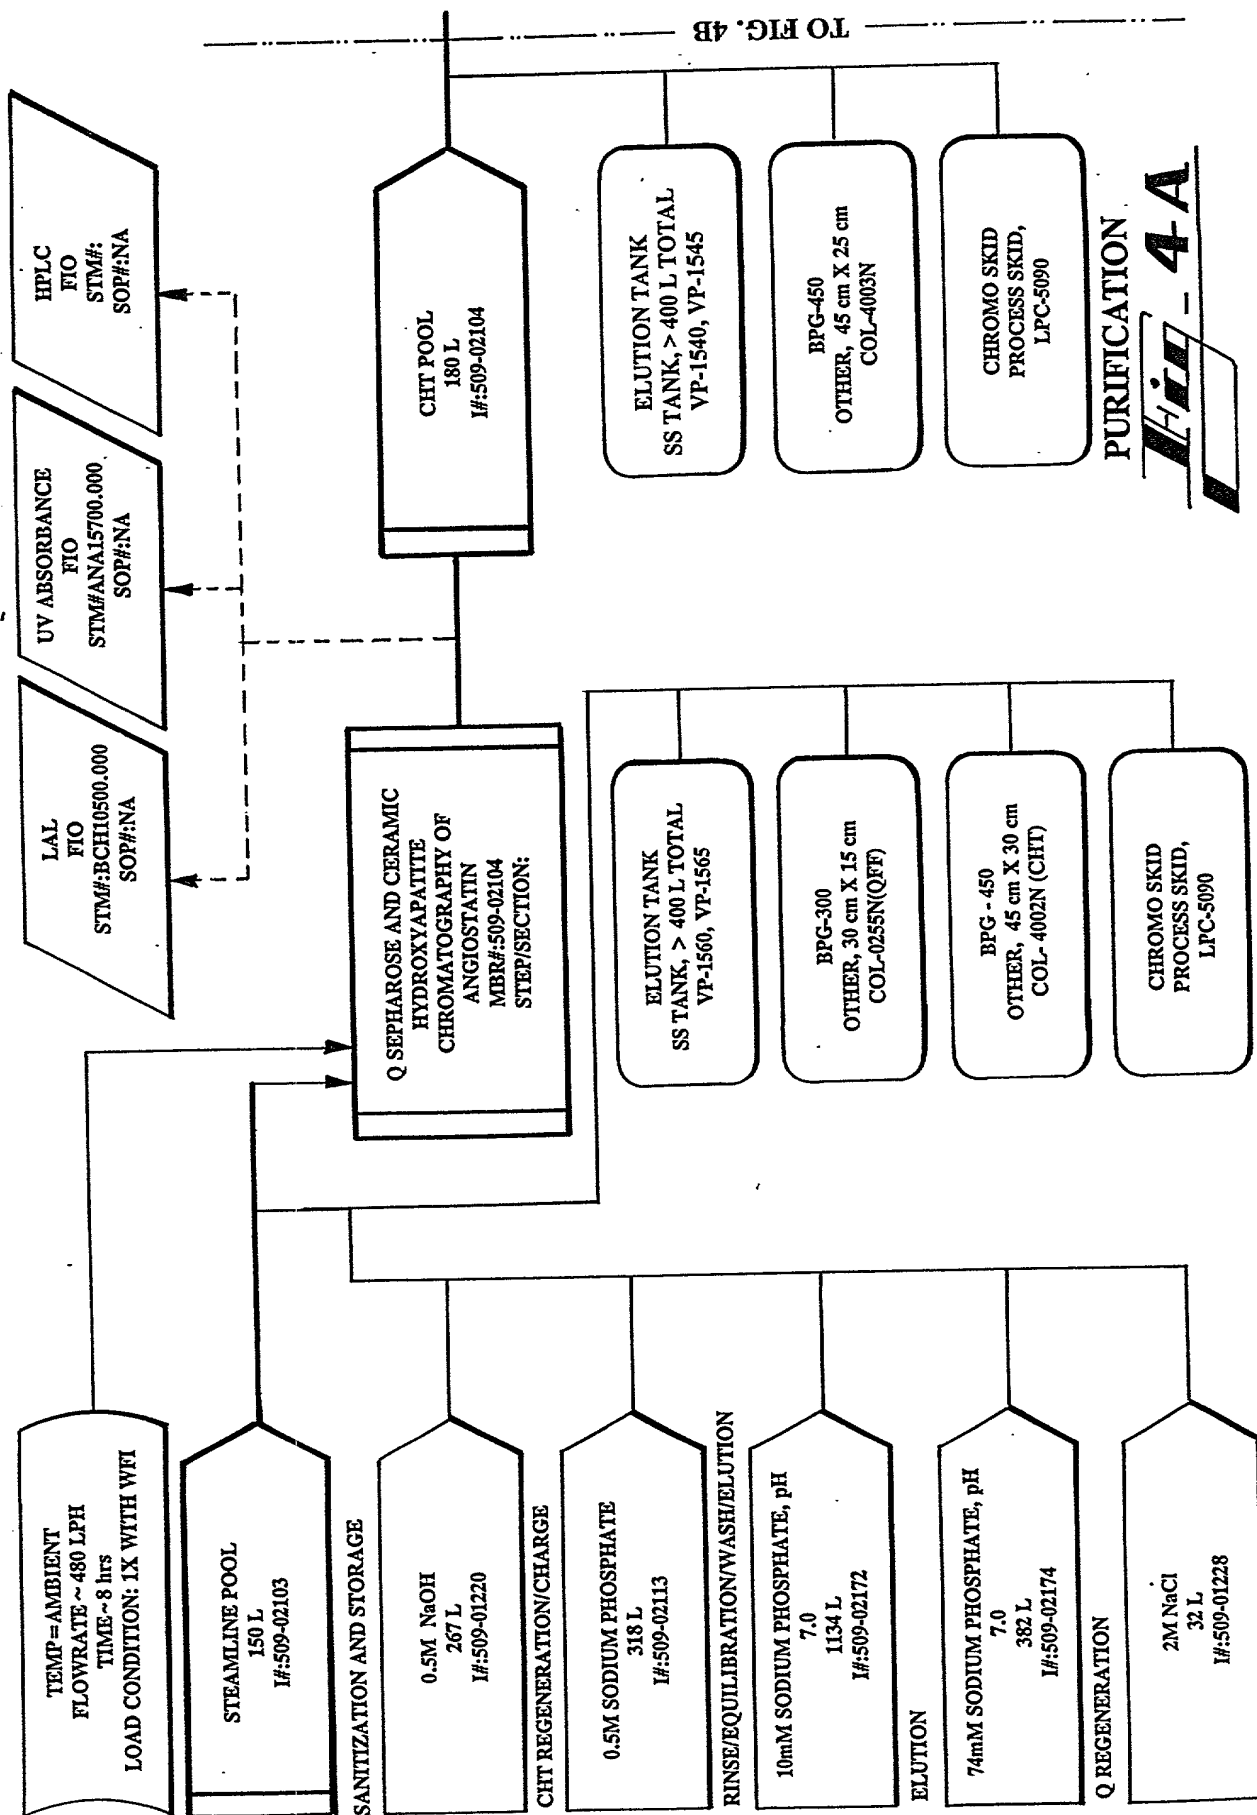 TEMP=AMBIENT
FLOWRATE ~ 480 LPH
TIME~ 8 hrs
LOAD CONDITION: 1X WITH WFI
STEAMLINE POOL
150 L
I#:509-02103
SANITIZATION AND STORAGE
0.5M NaOH
267 L
I#:509-01220
CHT REGENERATION/CHARGE
0.5M SODIUM PHOSPHATE
318 L
I#:509-02113
RINSE/EQUILIBRATION/WASH/ELUTION
10mM SODIUM PHOSPHATE, pH
7.0
1134 L
I#:509-02172
ELUTION
74mM SODIUM PHOSPHATE, pH
7.0
382 L
I#:509-02174
Q REGENERATION
2M NaCl
32 L
I#:509-01228
LAL
FIO
STM#:BCH10500.000
SOP#:NA
UV ABSORBANCE
FIO
STM#ANA15700.000
SOP#:NA
HPLC
FIO
STM#:
SOP#:NA
Q SEPHAROSE AND CERAMIC
HYDROXYAPATITE
CHROMATOGRAPHY OF
ANGIOSTATIN
MBR#:509-02104
STEP/SECTION:
ELUTION TANK
SS TANK, > 400 L TOTAL
VP-1560, VP-1565
BPG-300
OTHER, 30 cm X 15 cm
COL-0255N(QFF)
BPG - 450
OTHER, 45 cm X 30 cm
COL- 4002N (CHT)
CHROMO SKID
PROCESS SKID,
LPC-5090
CHT POOL
180 L
I#:509-02104
ELUTION TANK
SS TANK, > 400 L TOTAL
VP-1540, VP-1545
BPG-450
OTHER, 45 cm X 25 cm
COL-4003N
CHROMO SKID
PROCESS SKID,
LPC-5090
PURIFICATION
Fig_4A
TO FIG. 4B